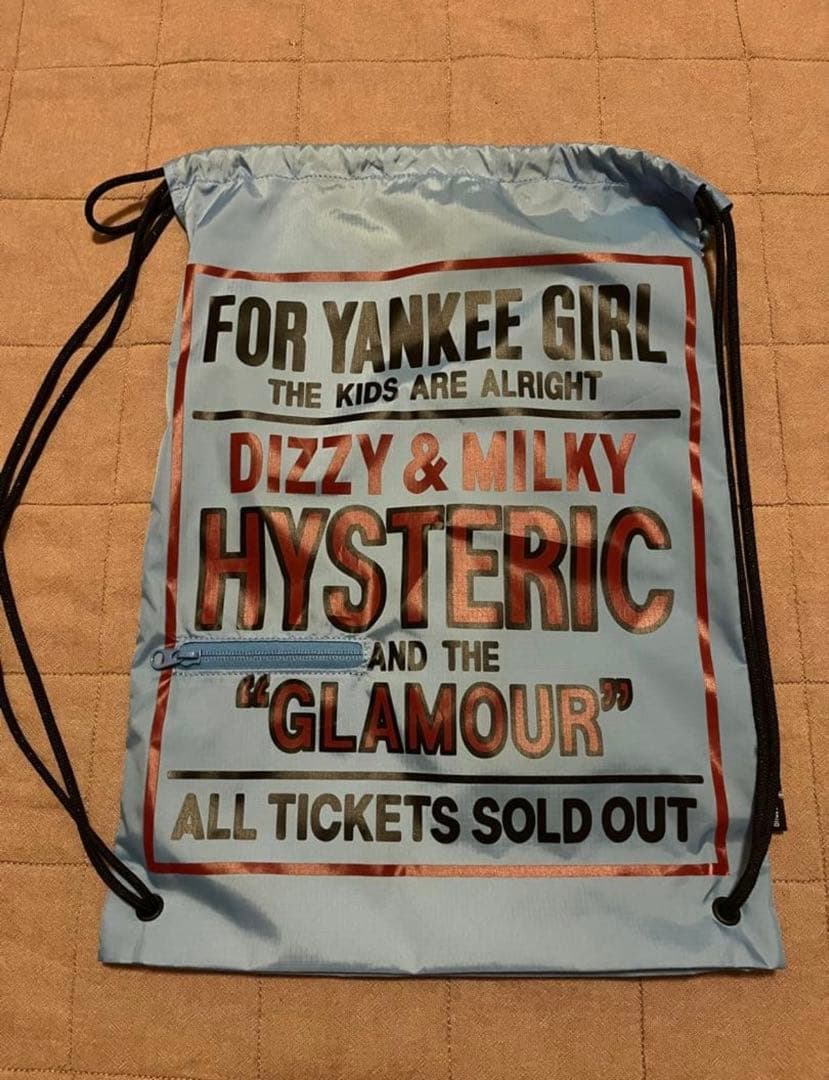 FOR YANKEE GIRL
THE KIDS ARE ALRIGHT
DIZZY & MILKY
HYSTERIC
AND THE
“GLAMOUR”
ALL TICKETS SOLD OUT